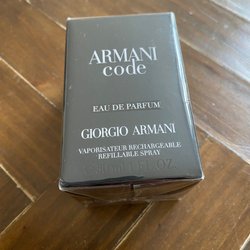 ARMANI
code
EAU DE PARFUM
GIORGIO ARMANI
VAPORISATEUR RECHARGEABLE
REFILLABLE SPRAY